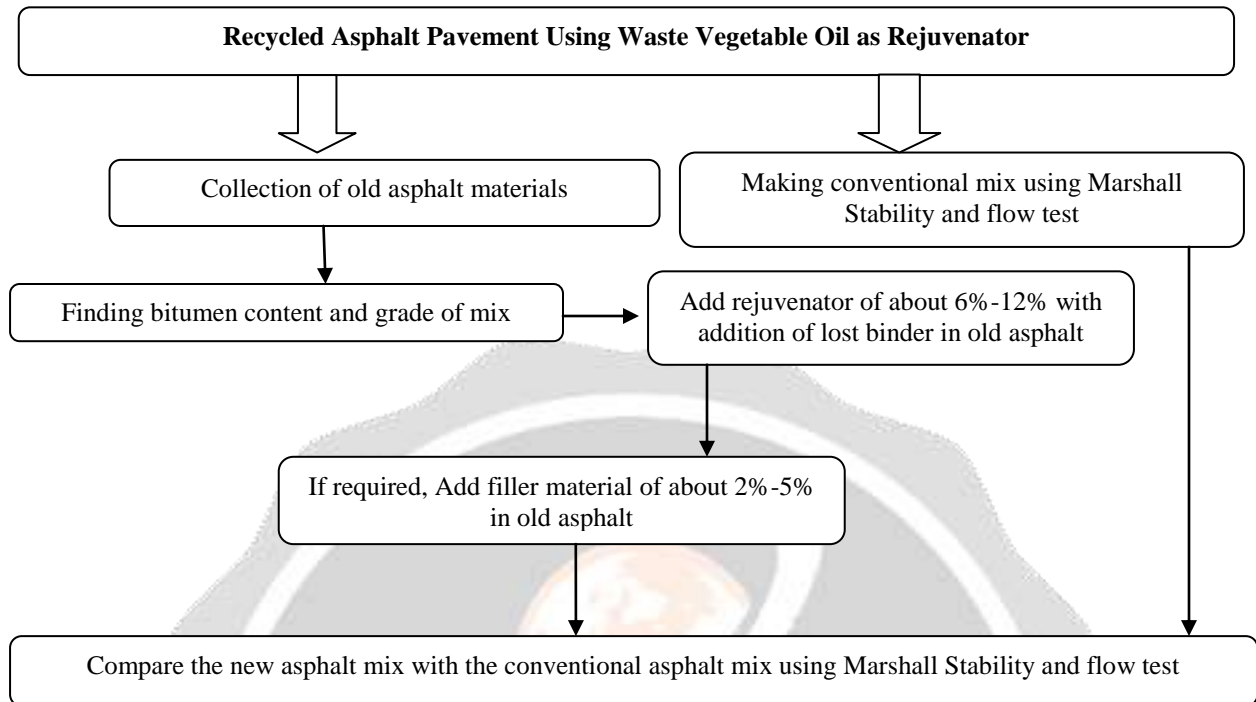 Recycled Asphalt Pavement Using Waste Vegetable Oil as Rejuvenator
Collection of old asphalt materials
Making conventional mix using Marshall
Stability and flow test
Finding bitumen content and grade of mix
Add rejuvenator of about 6%-12% with
addition of lost binder in old asphalt
If required, Add filler material of about 2%-5%
in old asphalt
Compare the new asphalt mix with the conventional asphalt mix using Marshall Stability and flow test